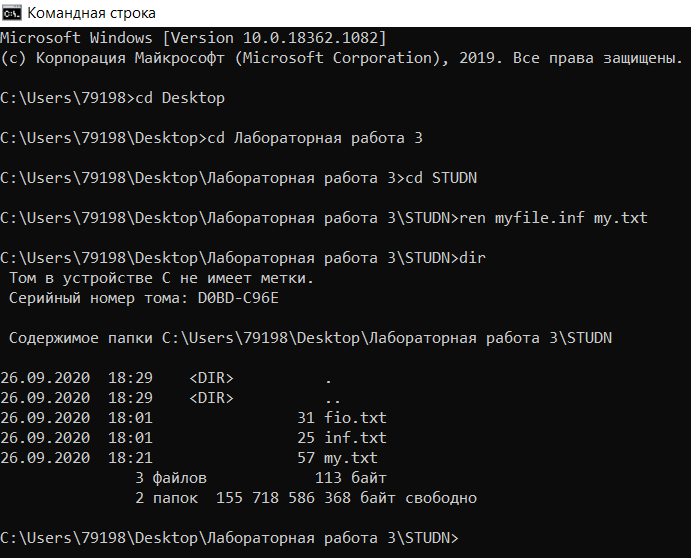 Командная строка
Microsoft Windows [Version 10.0.18362.1082]
(c) Корпорация Майкрософт (Microsoft Corporation), 2019. Все права защищены.
C:\Users\79198>cd Desktop
C:\Users\79198\Desktop>cd Лабораторная работа 3
C:\Users\79198\Desktop\Лабораторная работа 3>cd STUDN
C:\Users\79198\Desktop\Лабораторная работа 3\STUDN>ren myfile.inf my.txt
C:\Users\79198\Desktop\Лабораторная работа 3\STUDN>dir
Том в устройстве C не имеет метки.
Серийный номер тома: D0BD-C96E
Содержимое папки C:\Users\79198\Desktop\Лабораторная работа 3\STUDN
26.09.2020  18:29    <DIR>          .
26.09.2020  18:29    <DIR>          ..
26.09.2020  18:01                31 fio.txt
26.09.2020  18:01                25 inf.txt
26.09.2020  18:21                57 my.txt
3 файлов            113 байт
2 папок  155 718 586 368 байт свободно
C:\Users\79198\Desktop\Лабораторная работа 3\STUDN>